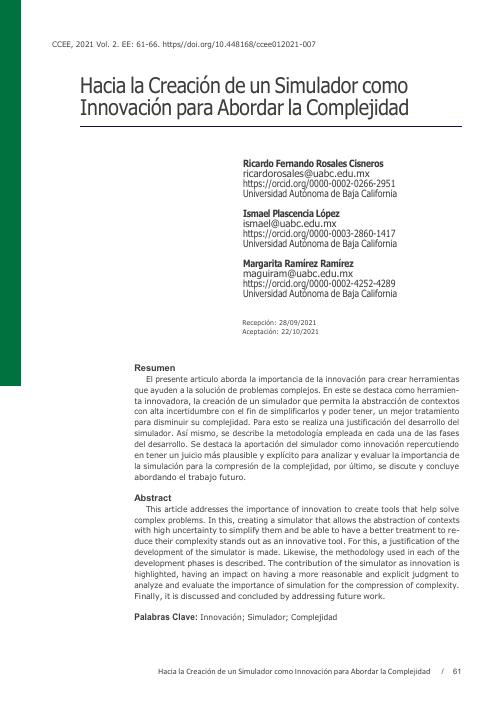 CCEE, 2021 Vol. 2. EE: 61-66. https//doi.org/10.448168/ccee012021-007
Hacia la Creación de un Simulador como
Innovación para Abordar la Complejidad
Ricardo Fernando Rosales Cisneros
ricardorosales@uabc.edu.mx
https://orcid.org/0000-0002-0266-2951
Universidad Autónoma de Baja California
Ismael Plascencia López
ismael@uabc.edu.mx
https://orcid.org/0000-0003-2860-1417
Universidad Autónoma de Baja California
Margarita Ramírez Ramírez
maguiram@uabc.edu.mx
https://orcid.org/0000-0002-4252-4289
Universidad Autónoma de Baja California
Recepción: 28/09/2021
Aceptación: 22/10/2021
Resumen
El presente articulo aborda la importancia de la innovación para crear herramientas
que ayuden a la solución de problemas complejos. En este se destaca como herramien-
ta innovadora, la creación de un simulador que permita la abstracción de contextos
con alta incertidumbre con el fin de simplificarlos y poder tener, un mejor tratamiento
para disminuir su complejidad. Para esto se realiza una justificación del desarrollo del
simulador. Así mismo, se describe la metodología empleada en cada una de las fases
del desarrollo. Se destaca la aportación del simulador como innovación repercutiendo
en tener un juicio más plausible y explícito para analizar y evaluar la importancia de
la simulación para la compresión de la complejidad, por último, se discute y concluye
abordando el trabajo futuro.
Abstract
This article addresses the importance of innovation to create tools that help solve
complex problems. In this, creating a simulator that allows the abstraction of contexts
with high uncertainty to simplify them and be able to have a better treatment to re-
duce their complexity stands out as an innovative tool. For this, a justification of the
development of the simulator is made. Likewise, the methodology used in each of the
development phases is described. The contribution of the simulator as innovation is
highlighted, having an impact on having a more reasonable and explicit judgment to
analyze and evaluate the importance of simulation for the compression of complexity.
Finally, it is discussed and concluded by addressing future work.
Palabras Clave: Innovación; Simulador; Complejidad
Hacia la Creación de un Simulador como Innovación para Abordar la Complejidad / 61